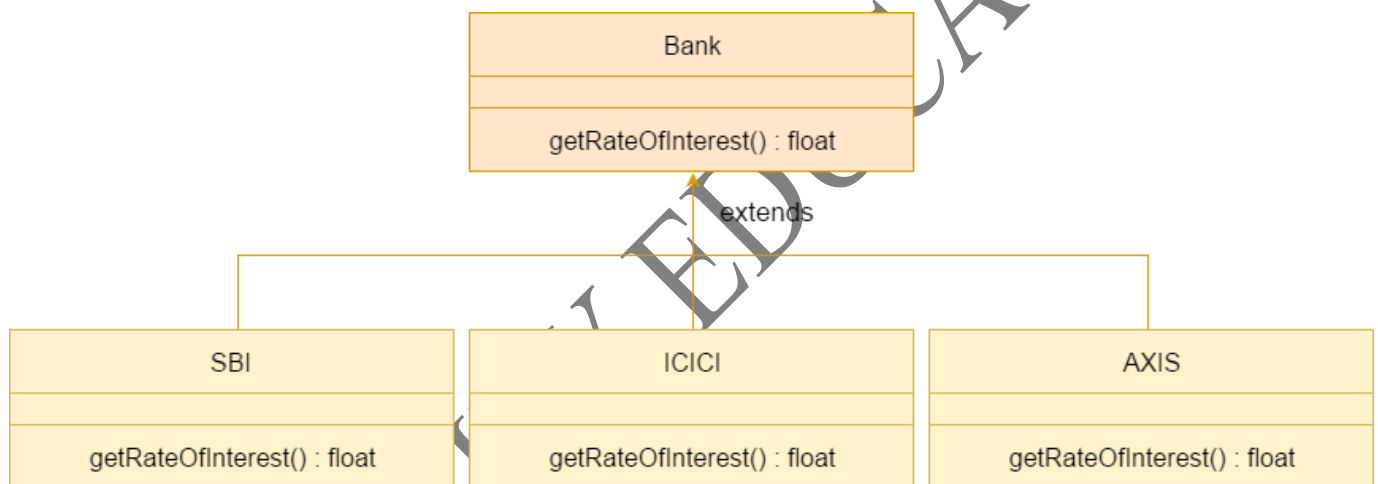 Bank
getRateOfInterest() : float
extends
SBI
getRateOfInterest() : float
ICICI
getRateOfInterest() : float
AXIS
getRateOfInterest() : float